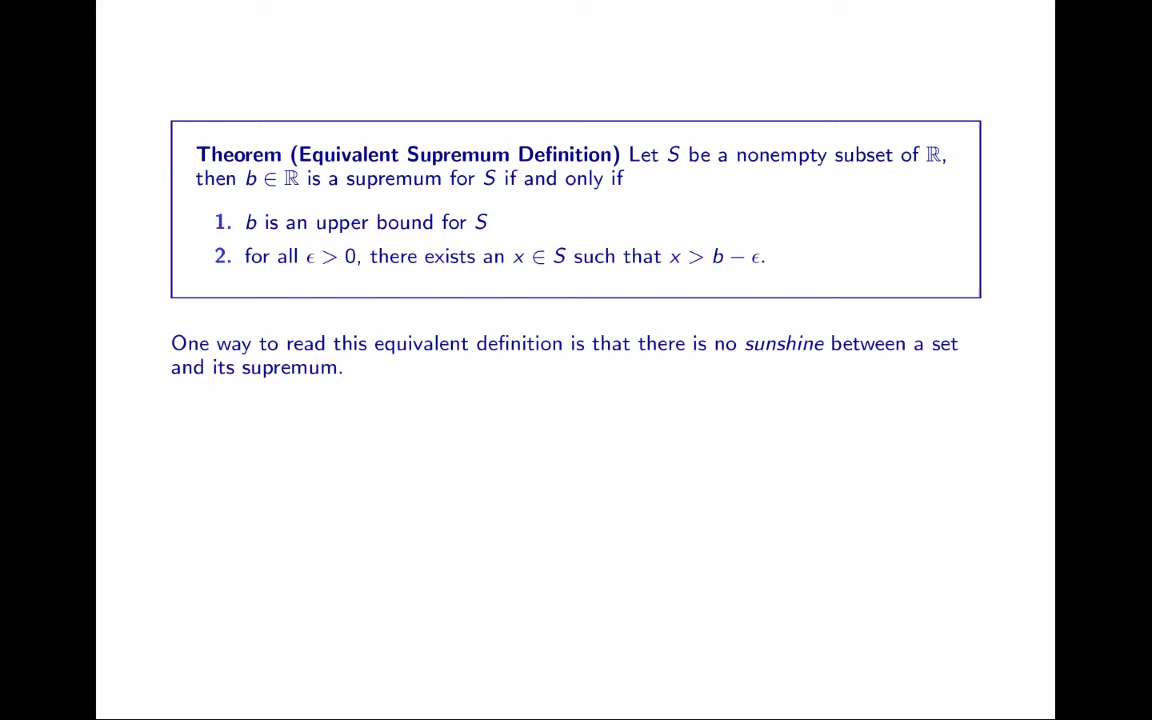 Theorem (Equivalent Supremum Definition) Let S be a nonempty subset of ℝ,
then b ∈ ℝ is a supremum for S if and only if
1. b is an upper bound for S
2. for all ϵ > 0, there exists an x ∈ S such that x > b − ϵ.
One way to read this equivalent definition is that there is no sunshine between a set
and its supremum.